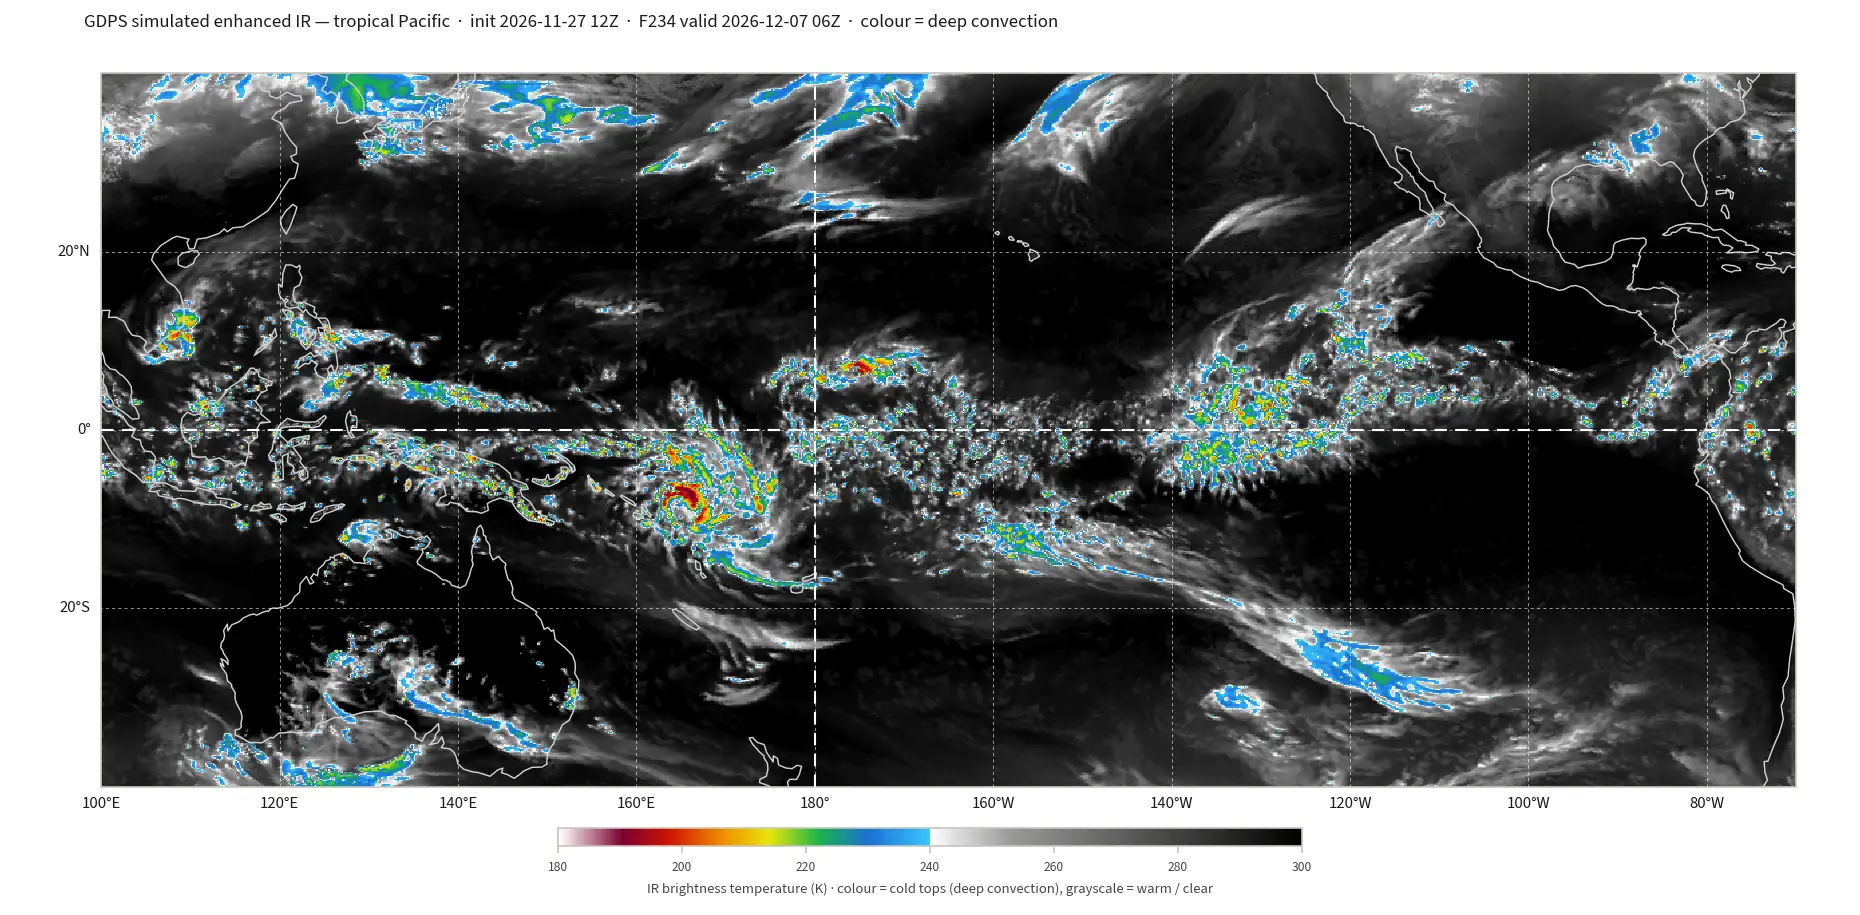 GDPS simulated enhanced IR — tropical Pacific · init 2026-11-27 12Z · F234 valid 2026-12-07 06Z · colour = deep convection
20°N
0°
20°S
100°E 120°E 140°E 160°E 180° 160°W 140°W 120°W 100°W 80°W
180 200 220 240 260 280 300
IR brightness temperature (K) · colour = cold tops (deep convection), grayscale = warm / clear